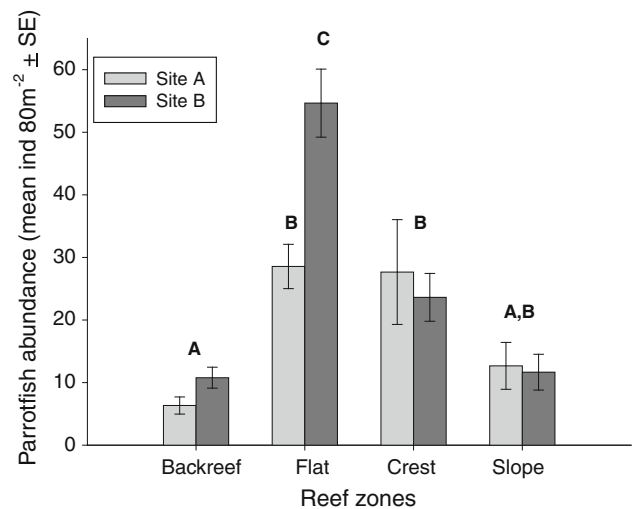 Parrotfish abundance (mean ind 80m⁻² ± SE)
60
50
40
30
20
10
0
Site A
Site B
A
B
C
B
A,B
Backreef
Flat
Crest
Slope
Reef zones